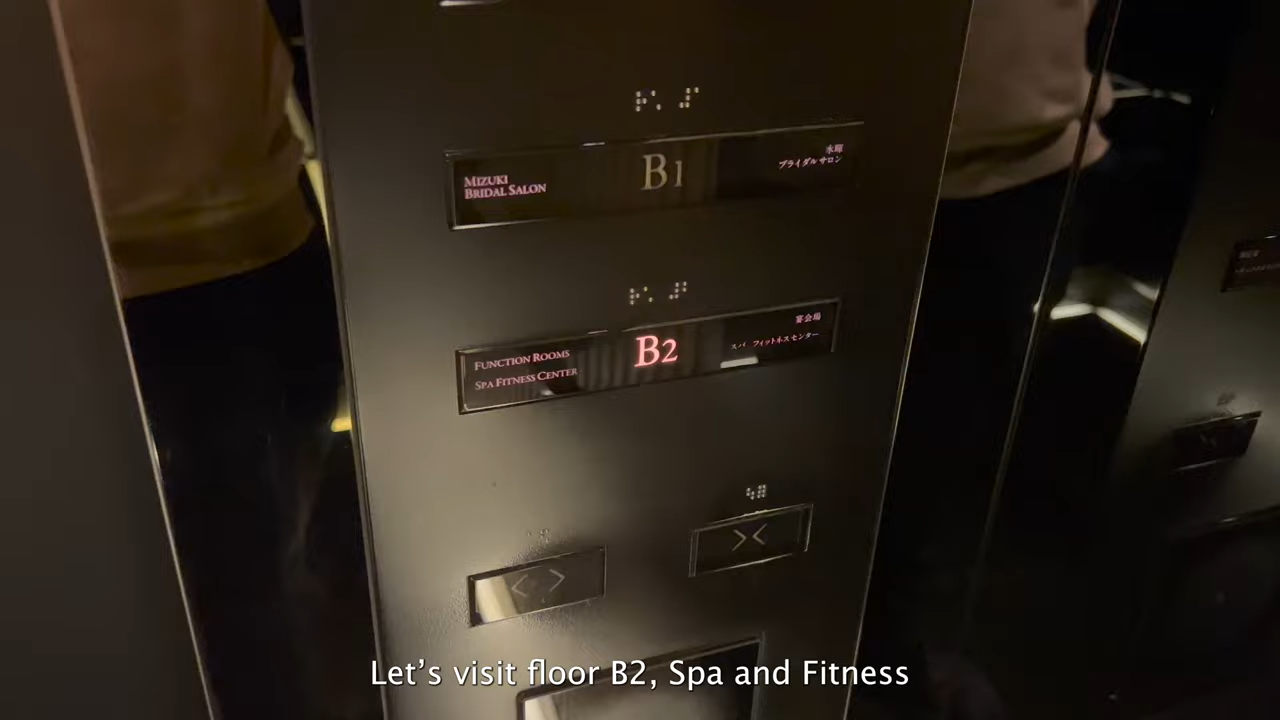 MIZUKI
BRIDAL SALON
B1
水暉
ブライダルサロン
FUNCTION ROOMS
SPA FITNESS CENTER
B2
宴会場
スパ フィットネスセンター
< >
><
Let's visit floor B2, Spa and Fitness